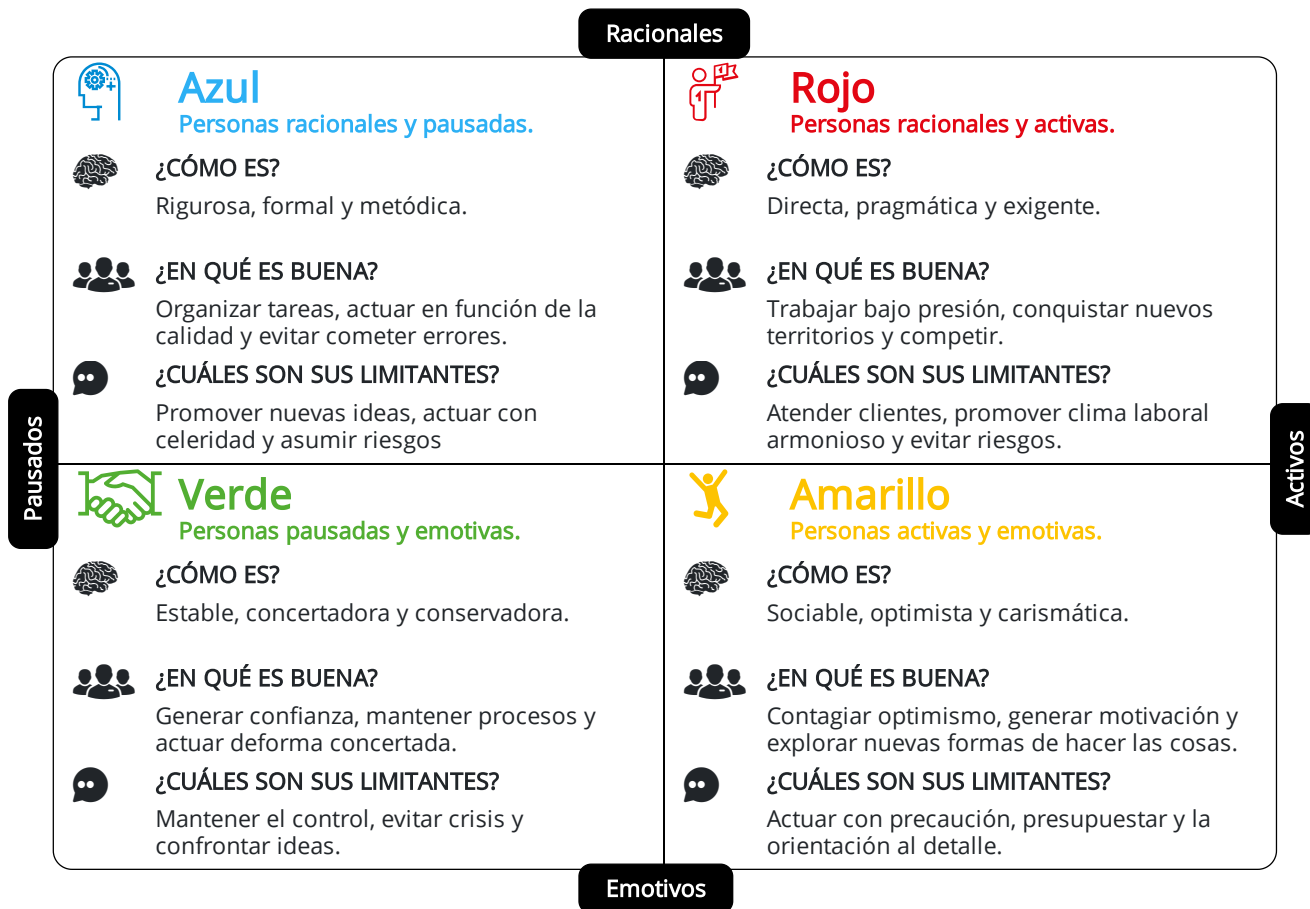 Racionales
Azul
Personas racionales y pausadas.
¿CÓMO ES?
Rigurosa, formal y metódica.
¿EN QUÉ ES BUENA?
Organizar tareas, actuar en función de la
calidad y evitar cometer errores.
¿CUÁLES SON SUS LIMITANTES?
Promover nuevas ideas, actuar con
celeridad y asumir riesgos
Rojo
Personas racionales y activas.
¿CÓMO ES?
Directa, pragmática y exigente.
¿EN QUÉ ES BUENA?
Trabajar bajo presión, conquistar nuevos
territorios y competir.
¿CUÁLES SON SUS LIMITANTES?
Atender clientes, promover clima laboral
armonioso y evitar riesgos.
Pausados
Activos
Verde
Personas pausadas y emotivas.
¿CÓMO ES?
Estable, concertadora y conservadora.
¿EN QUÉ ES BUENA?
Generar confianza, mantener procesos y
actuar deforma concertada.
¿CUÁLES SON SUS LIMITANTES?
Mantener el control, evitar crisis y
confrontar ideas.
Amarillo
Personas activas y emotivas.
¿CÓMO ES?
Sociable, optimista y carismática.
¿EN QUÉ ES BUENA?
Contagiar optimismo, generar motivación y
explorar nuevas formas de hacer las cosas.
¿CUÁLES SON SUS LIMITANTES?
Actuar con precaución, presupuestar y la
orientación al detalle.
Emotivos